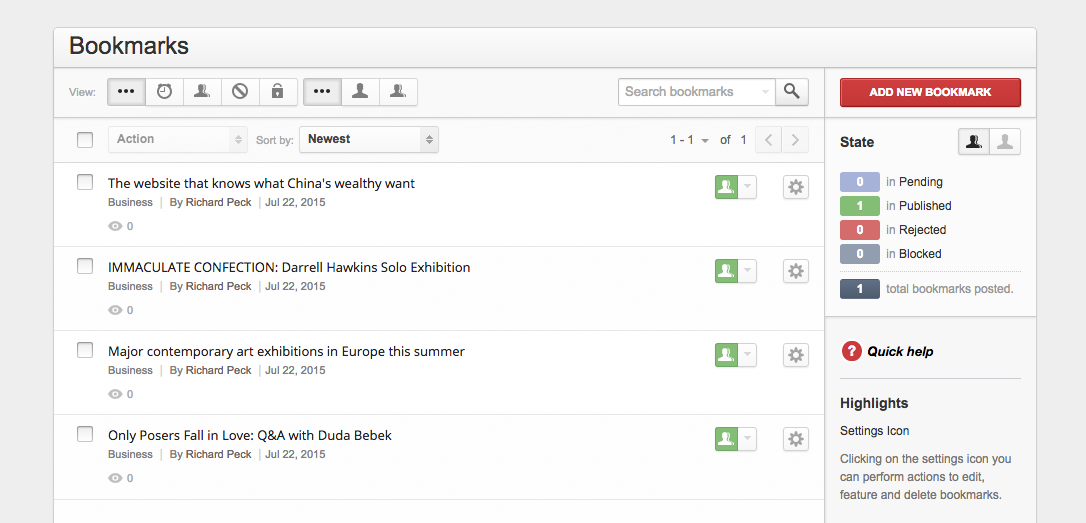 Bookmarks
View:
Search bookmarks
ADD NEW BOOKMARK
Action
Sort by:
Newest
1 - 1 of 1
The website that knows what China's wealthy want
Business | By Richard Peck | Jul 22, 2015
0
IMMACULATE CONFECTION: Darrell Hawkins Solo Exhibition
Business | By Richard Peck | Jul 22, 2015
0
Major contemporary art exhibitions in Europe this summer
Business | By Richard Peck | Jul 22, 2015
0
Only Posers Fall in Love: Q&A with Duda Bebek
Business | By Richard Peck | Jul 22, 2015
0
State
0 in Pending
1 in Published
0 in Rejected
0 in Blocked
1 total bookmarks posted.
? Quick help
Highlights
Settings Icon
Clicking on the settings icon you
can perform actions to edit,
feature and delete bookmarks.